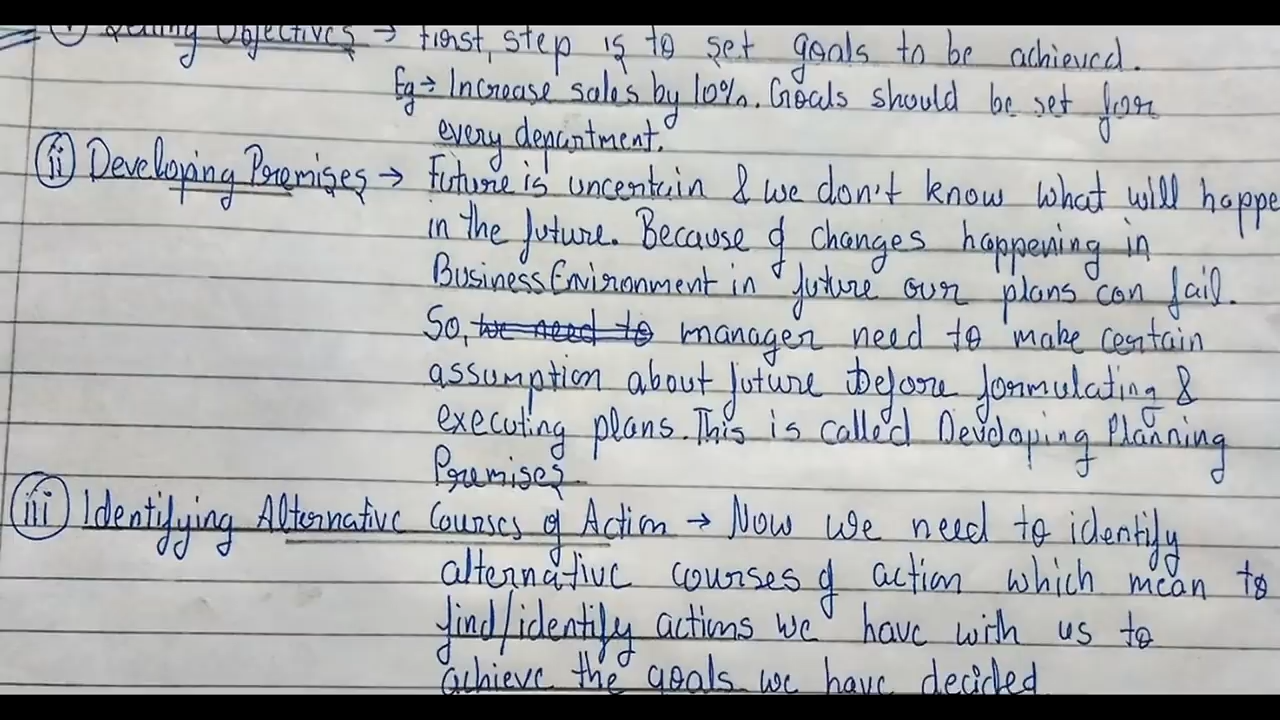 (i) Setting Objectives → First, step is to set goals to be achieved.
Eg → Increase sales by 10%. Goals should be set for
every department.
(ii) Developing Premises → Future is uncertain & we don't know what will happe
in the future. Because of changes happening in
Business Environment in future our plans can fail.
So, we need to manager need to make certain
assumption about future before formulating &
executing plans. This is called Developing Planning
Premises.
(iii) Identifying Alternative Courses of Action → Now we need to identify
alternative courses of action which mean to
find/identify actions we have with us to
achieve the goals we have decided